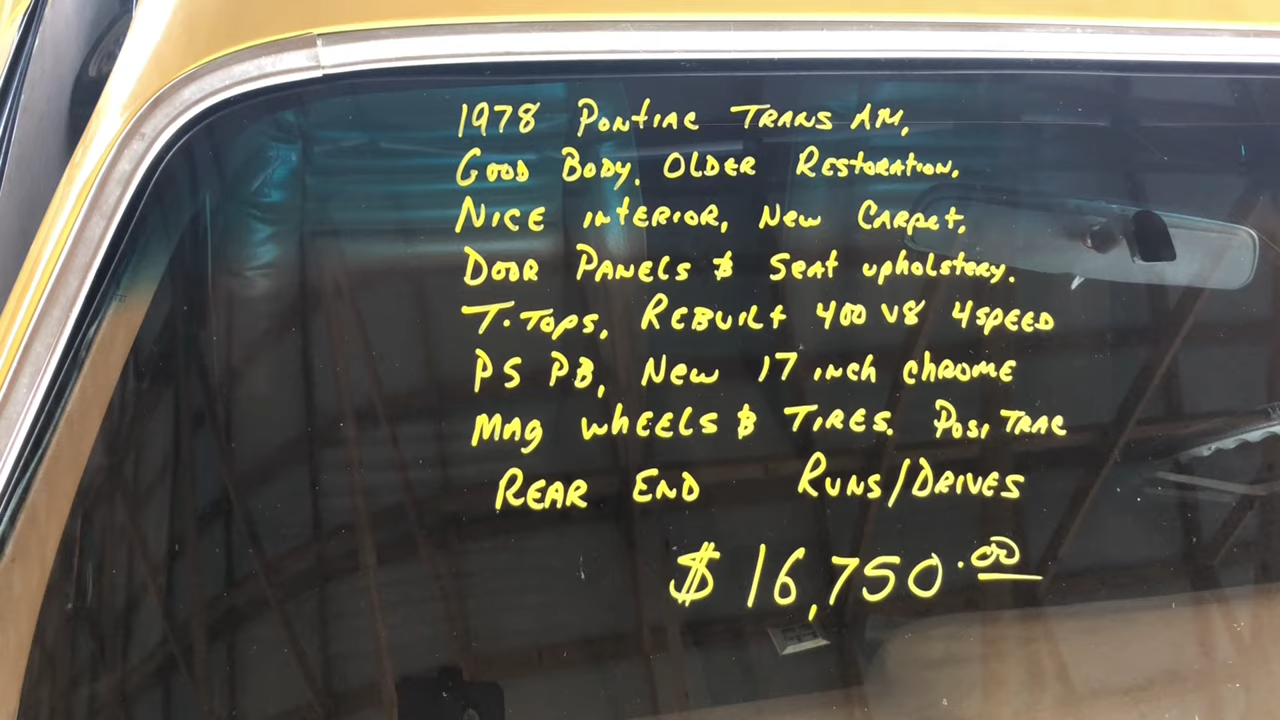 1978 PONTIAC TRANS AM,
GOOD BODY. OLDER RESTORATION.
NICE INTERIOR, NEW CARPET.
DOOR PANELS & SEAT UPHOLSTERY.
T-TOPS, REBUILT 400 V8 4 SPEED
PS PB, NEW 17 INCH CHROME
MAG WHEELS & TIRES. POSI TRAC
REAR END RUNS/DRIVES
$16,750.00